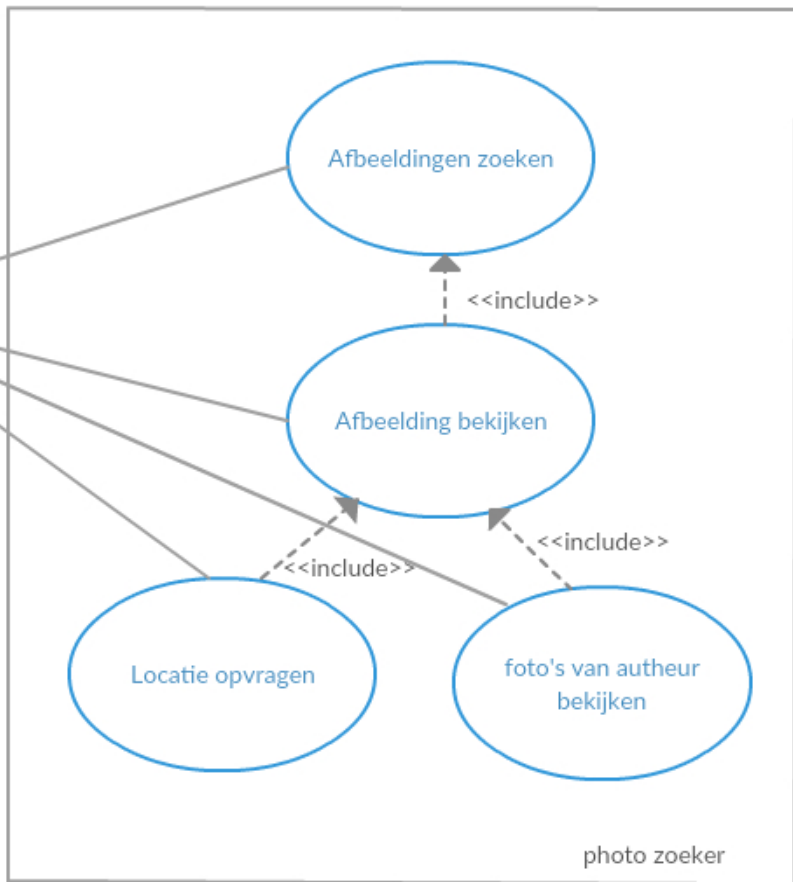 Afbeeldingen zoeken
<<include>>
Afbeelding bekijken
<<include>>
<<include>>
Locatie opvragen
foto's van autheur
bekijken
photo zoeker